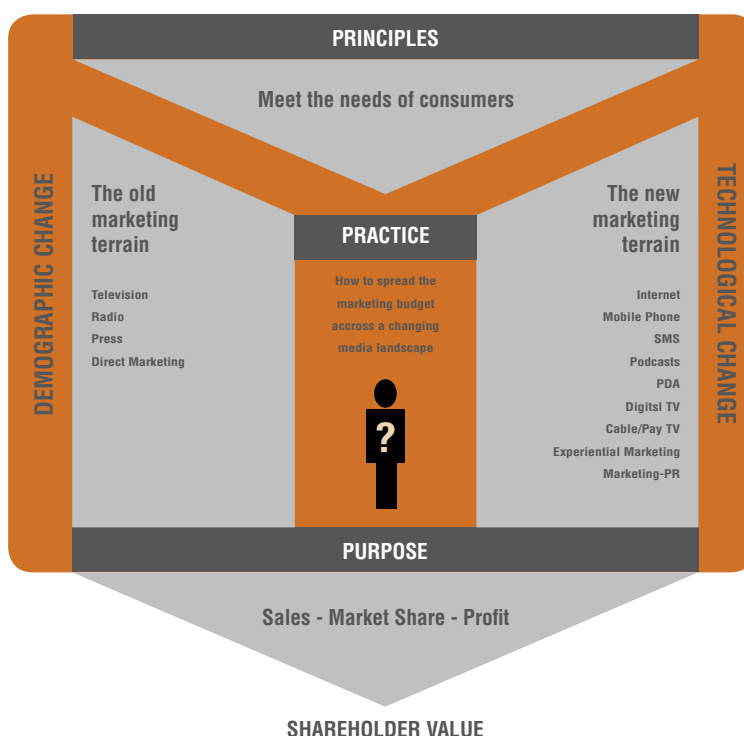 PRINCIPLES
Meet the needs of consumers
DEMOGRAPHIC CHANGE
The old
marketing
terrain
Television
Radio
Press
Direct Marketing
PRACTICE
How to spread the
marketing budget
accross a changing
media landscape
?
The new
marketing
terrain
Internet
Mobile Phone
SMS
Podcasts
PDA
Digitsl TV
Cable/Pay TV
Experiential Marketing
Marketing-PR
TECHNOLOGICAL CHANGE
PURPOSE
Sales - Market Share - Profit
SHAREHOLDER VALUE